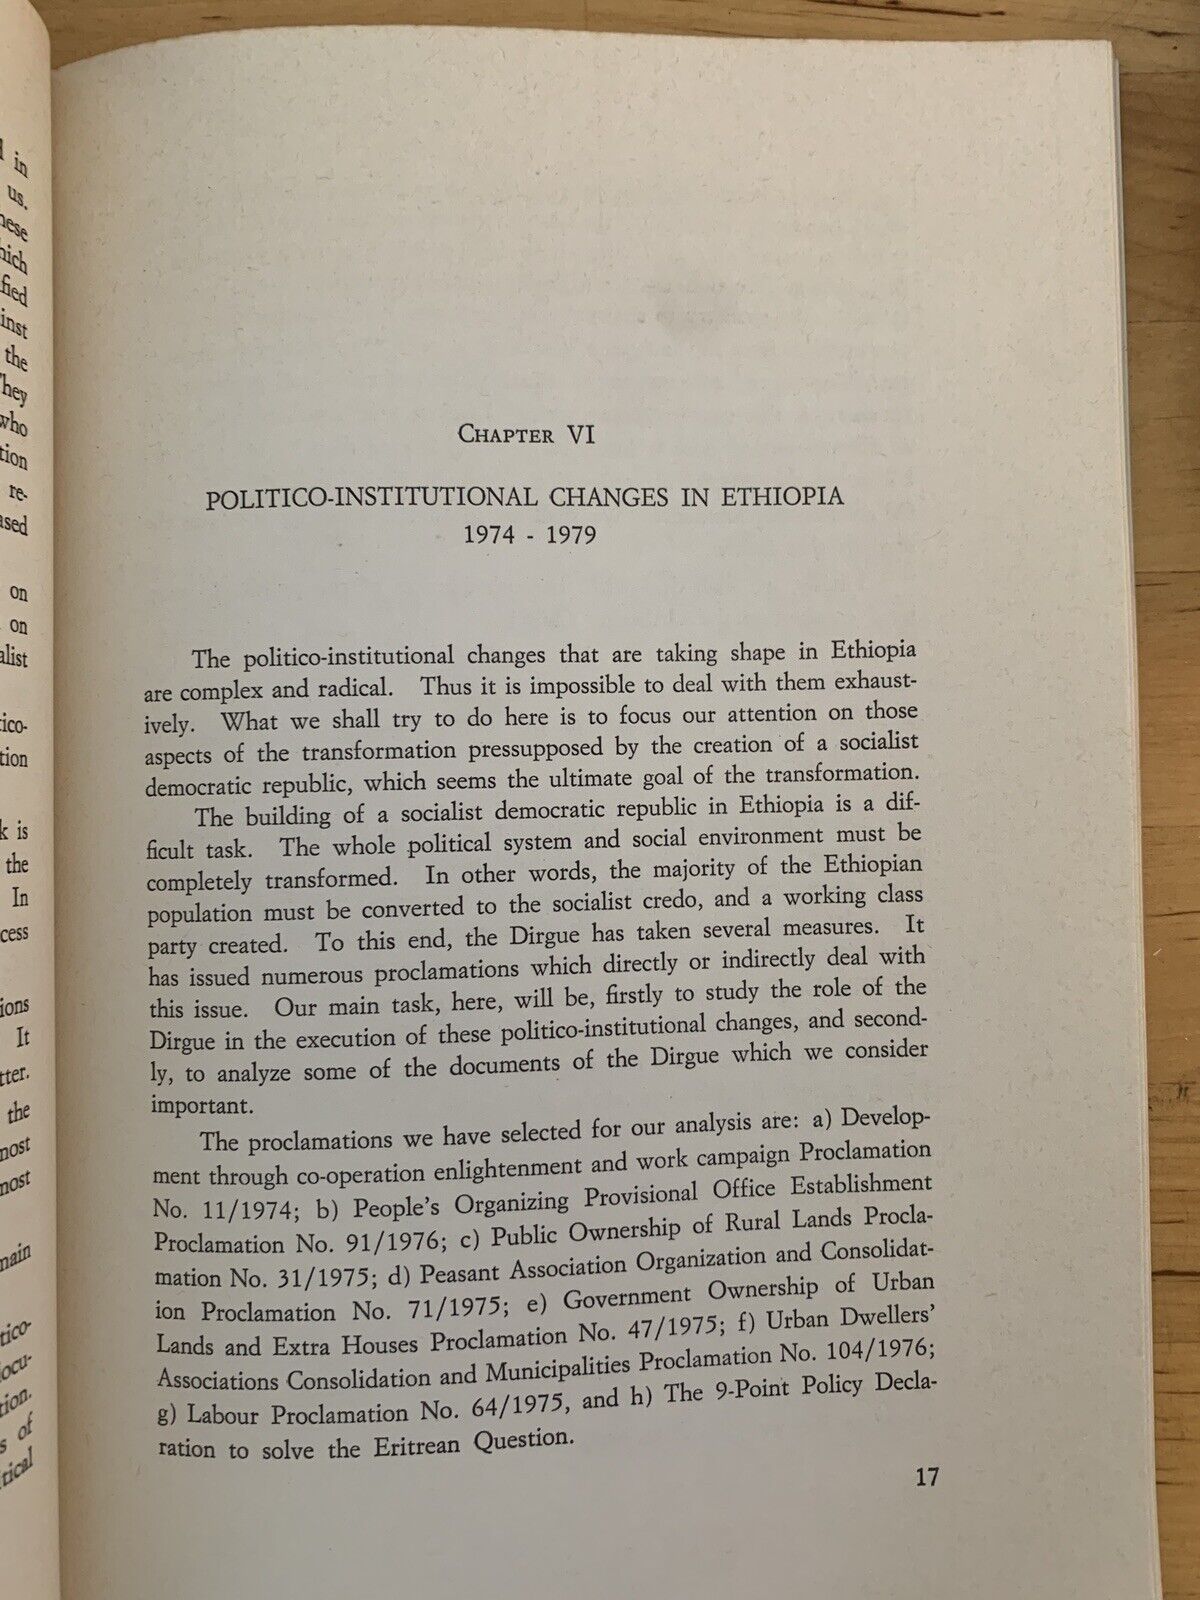 in
us.
which
the
who
on
on
is
the
In
It
the
of
CHAPTER VI
POLITICO-INSTITUTIONAL CHANGES IN ETHIOPIA
1974 - 1979
The politico-institutional changes that are taking shape in Ethiopia
are complex and radical. Thus it is impossible to deal with them exhaust-
ively. What we shall try to do here is to focus our attention on those
aspects of the transformation pressupposed by the creation of a socialist
democratic republic, which seems the ultimate goal of the transformation.
The building of a socialist democratic republic in Ethiopia is a dif-
ficult task. The whole political system and social environment must be
completely transformed. In other words, the majority of the Ethiopian
population must be converted to the socialist credo, and a working class
party created. To this end, the Dirgue has taken several measures. It
has issued numerous proclamations which directly or indirectly deal with
this issue. Our main task, here, will be, firstly to study the role of the
Dirgue in the execution of these politico-institutional changes, and second-
ly, to analyze some of the documents of the Dirgue which we consider
important.
The proclamations we have selected for our analysis are: a) Develop-
ment through co-operation enlightenment and work campaign Proclamation
No. 11/1974; b) People's Organizing Provisional Office Establishment
Proclamation No. 91/1976; c) Public Ownership of Rural Lands Procla-
mation No. 31/1975; d) Peasant Association Organization and Consolidat-
ion Proclamation No. 71/1975; e) Government Ownership of Urban
Lands and Extra Houses Proclamation No. 47/1975; f) Urban Dwellers'
Associations Consolidation and Municipalities Proclamation No. 104/1976;
g) Labour Proclamation No. 64/1975, and h) The 9-Point Policy Decla-
ration to solve the Eritrean Question.
17